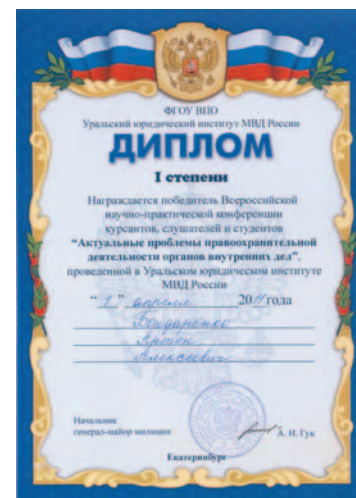 ФГОУ ВПО
Уральский юридический институт МВД России
ДИПЛОМ
I степени
Награждается победитель Всероссийской
научно-практической конференции
курсантов, слушателей и студентов
“Актуальные проблемы правоохранительной
деятельности органов внутренних дел”,
проведенной в Уральском юридическом институте
МВД России
“ 1 ” апреля 2011 года
Бондаренко
Антон
Алексеевич
Начальник
генерал-майор милиции А. И. Гук
Екатеринбург